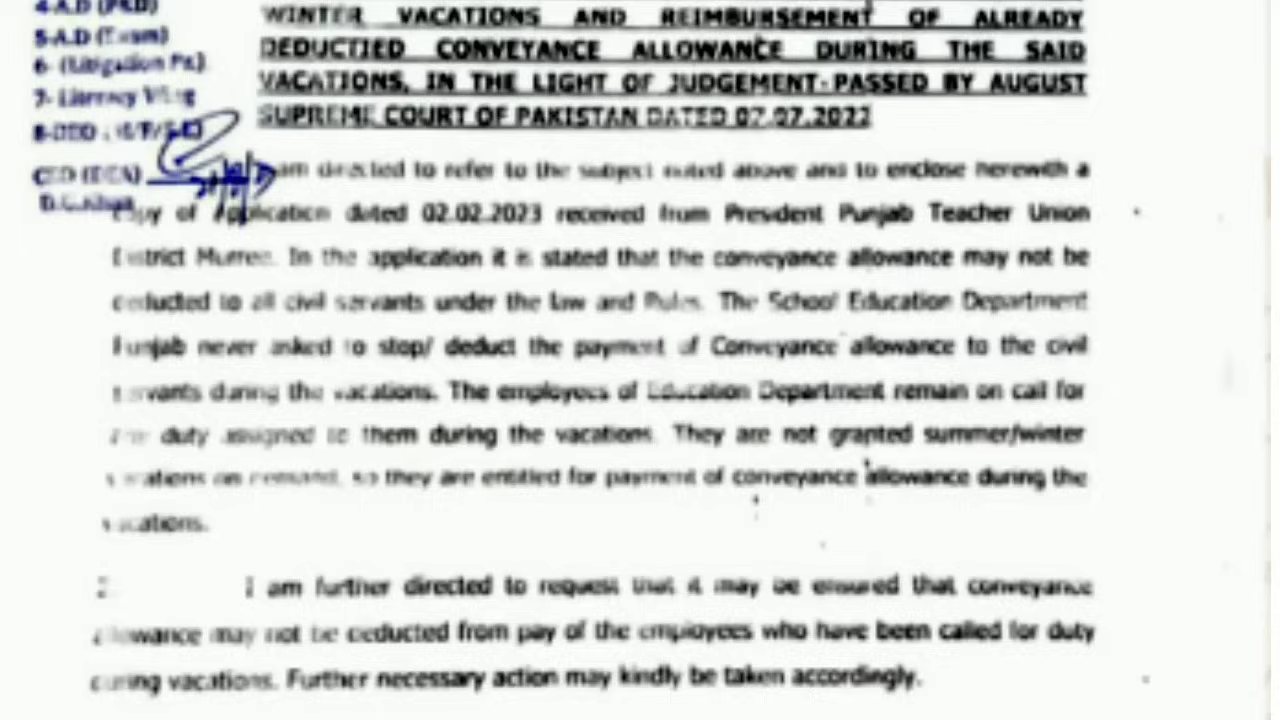 4-A.D (P&D)
5-A.D (Exam)
6- (Litigation Pa)
7- Literacy Wing
8-DEO
CEO (DEA)
WINTER VACATIONS AND REIMBURSEMENT OF ALREADY
DEDUCTIED CONVEYANCE ALLOWANCE DURING THE SAID
VACATIONS, IN THE LIGHT OF JUDGEMENT-PASSED BY AUGUST
SUPREME COURT OF PAKISTAN DATED 07.07.2022
am directed to refer to the subject noted above and to enclose herewith a
copy of Application dated 02.02.2023 received from President Punjab Teacher Union
District Murree. In the application it is stated that the conveyance allowance may not be
deducted to all civil servants under the law and Rules. The School Education Department
Punjab never asked to stop/ deduct the payment of Conveyance allowance to the civil
servants during the vacations. The employees of Education Department remain on call for
duty assigned to them during the vacations. They are not granted summer/winter
vacations on demand, so they are entitled for payment of conveyance allowance during the
vacations.
2. I am further directed to request that it may be ensured that conveyance
allowance may not be deducted from pay of the employees who have been called for duty
during vacations. Further necessary action may kindly be taken accordingly.